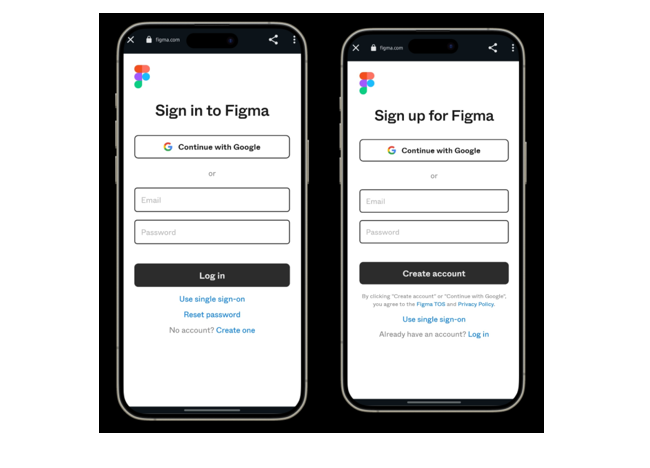 figma.com
Sign in to Figma
Continue with Google
or
Email
Password
Log in
Use single sign-on
Reset password
No account? Create one
figma.com
Sign up for Figma
Continue with Google
or
Email
Password
Create account
By clicking "Create account" or "Continue with Google",
you agree to the Figma TOS and Privacy Policy.
Use single sign-on
Already have an account? Log in